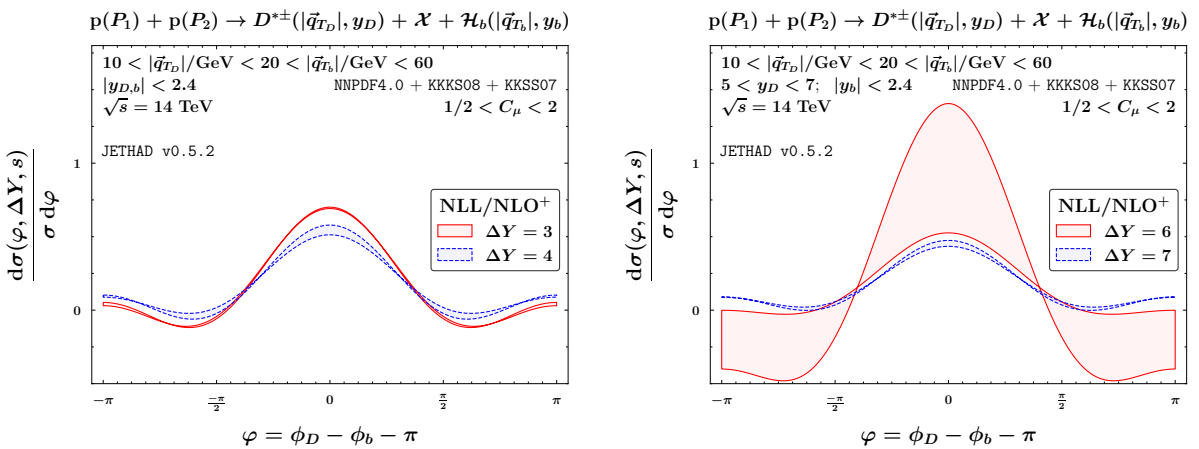 p(P₁) + p(P₂) → D*±(|q⃗_{T_D}|, y_D) + 𝒳 + ℋ_b(|q⃗_{T_b}|, y_b)
10 < |q⃗_{T_D}|/GeV < 20 < |q⃗_{T_b}|/GeV < 60
|y_{D,b}| < 2.4
NNPDF4.0 + KKKS08 + KKSS07
√s = 14 TeV
1/2 < C_μ < 2
JETHAD v0.5.2
dσ(φ, ΔY, s)
σ dφ
1
0
NLL/NLO⁺
ΔY = 3
ΔY = 4
−π
−π/2
0
π/2
π
φ = ϕ_D − ϕ_b − π
p(P₁) + p(P₂) → D*±(|q⃗_{T_D}|, y_D) + 𝒳 + ℋ_b(|q⃗_{T_b}|, y_b)
10 < |q⃗_{T_D}|/GeV < 20 < |q⃗_{T_b}|/GeV < 60
5 < y_D < 7; |y_b| < 2.4
NNPDF4.0 + KKKS08 + KKSS07
√s = 14 TeV
1/2 < C_μ < 2
JETHAD v0.5.2
dσ(φ, ΔY, s)
σ dφ
1
0
NLL/NLO⁺
ΔY = 6
ΔY = 7
−π
−π/2
0
π/2
π
φ = ϕ_D − ϕ_b − π